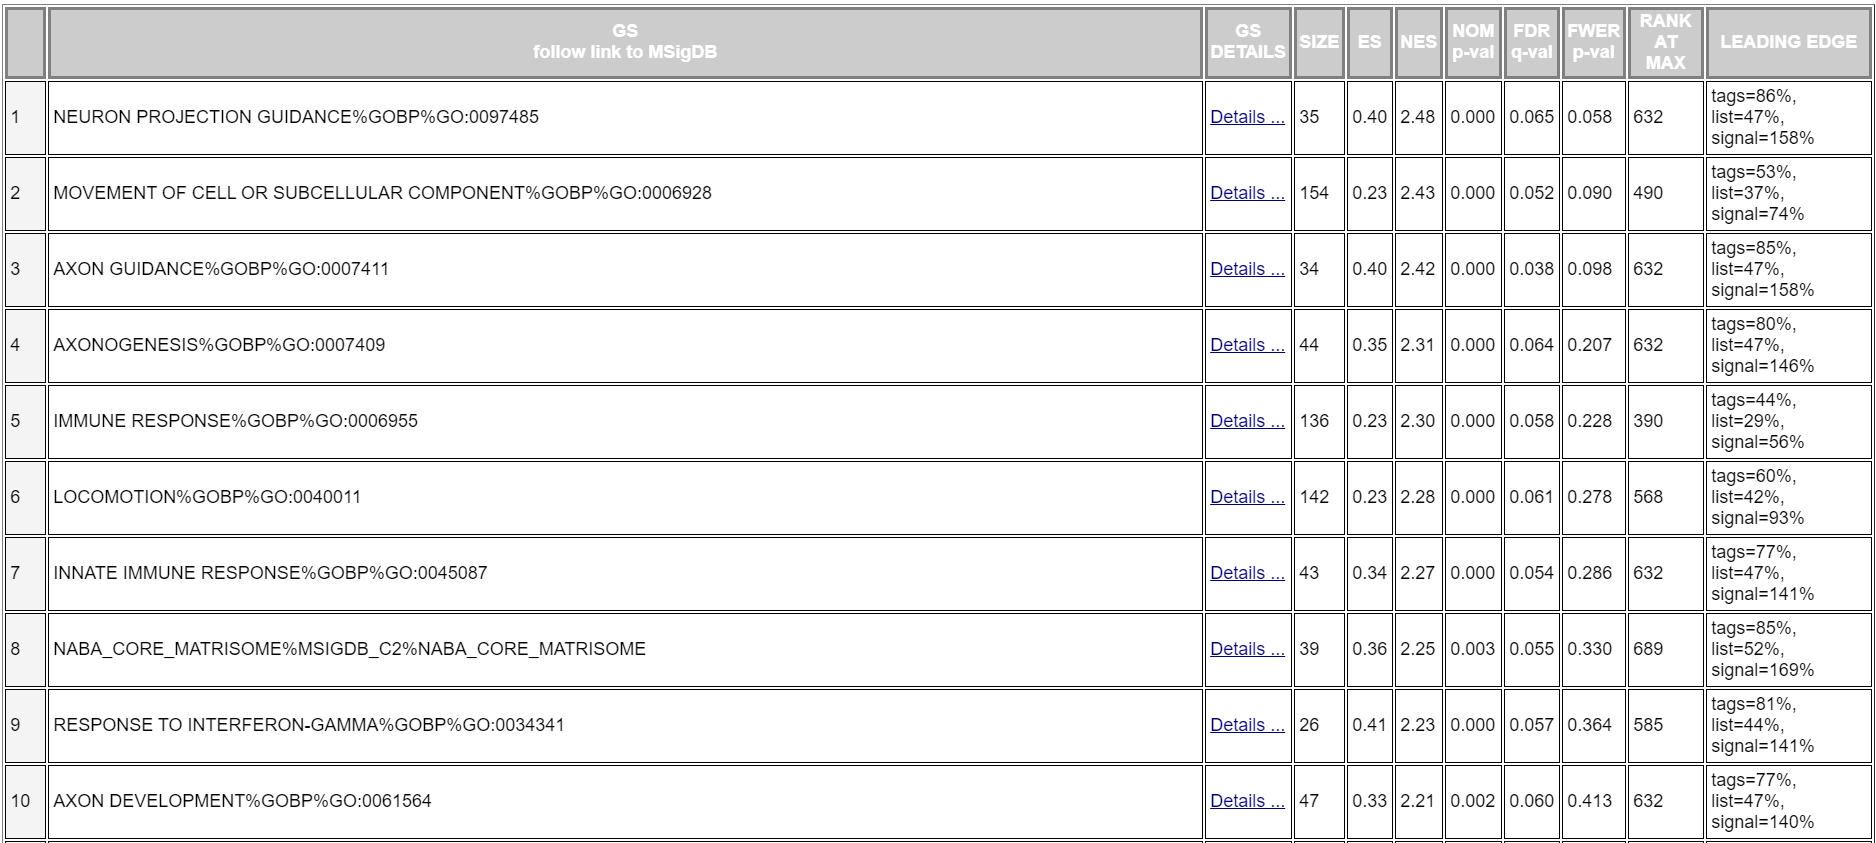 GS
follow link to MSigDB
GS
DETAILS
SIZE
ES
NES
NOM
p-val
FDR
q-val
FWER
p-val
RANK
AT
MAX
LEADING EDGE
1 NEURON PROJECTION GUIDANCE%GOBP%GO:0097485 Details ... 35 0.40 2.48 0.000 0.065 0.058 632 tags=86%,
list=47%,
signal=158%
2 MOVEMENT OF CELL OR SUBCELLULAR COMPONENT%GOBP%GO:0006928 Details ... 154 0.23 2.43 0.000 0.052 0.090 490 tags=53%,
list=37%,
signal=74%
3 AXON GUIDANCE%GOBP%GO:0007411 Details ... 34 0.40 2.42 0.000 0.038 0.098 632 tags=85%,
list=47%,
signal=158%
4 AXONOGENESIS%GOBP%GO:0007409 Details ... 44 0.35 2.31 0.000 0.064 0.207 632 tags=80%,
list=47%,
signal=146%
5 IMMUNE RESPONSE%GOBP%GO:0006955 Details ... 136 0.23 2.30 0.000 0.058 0.228 390 tags=44%,
list=29%,
signal=56%
6 LOCOMOTION%GOBP%GO:0040011 Details ... 142 0.23 2.28 0.000 0.061 0.278 568 tags=60%,
list=42%,
signal=93%
7 INNATE IMMUNE RESPONSE%GOBP%GO:0045087 Details ... 43 0.34 2.27 0.000 0.054 0.286 632 tags=77%,
list=47%,
signal=141%
8 NABA_CORE_MATRISOME%MSIGDB_C2%NABA_CORE_MATRISOME Details ... 39 0.36 2.25 0.003 0.055 0.330 689 tags=85%,
list=52%,
signal=169%
9 RESPONSE TO INTERFERON-GAMMA%GOBP%GO:0034341 Details ... 26 0.41 2.23 0.000 0.057 0.364 585 tags=81%,
list=44%,
signal=141%
10 AXON DEVELOPMENT%GOBP%GO:0061564 Details ... 47 0.33 2.21 0.002 0.060 0.413 632 tags=77%,
list=47%,
signal=140%